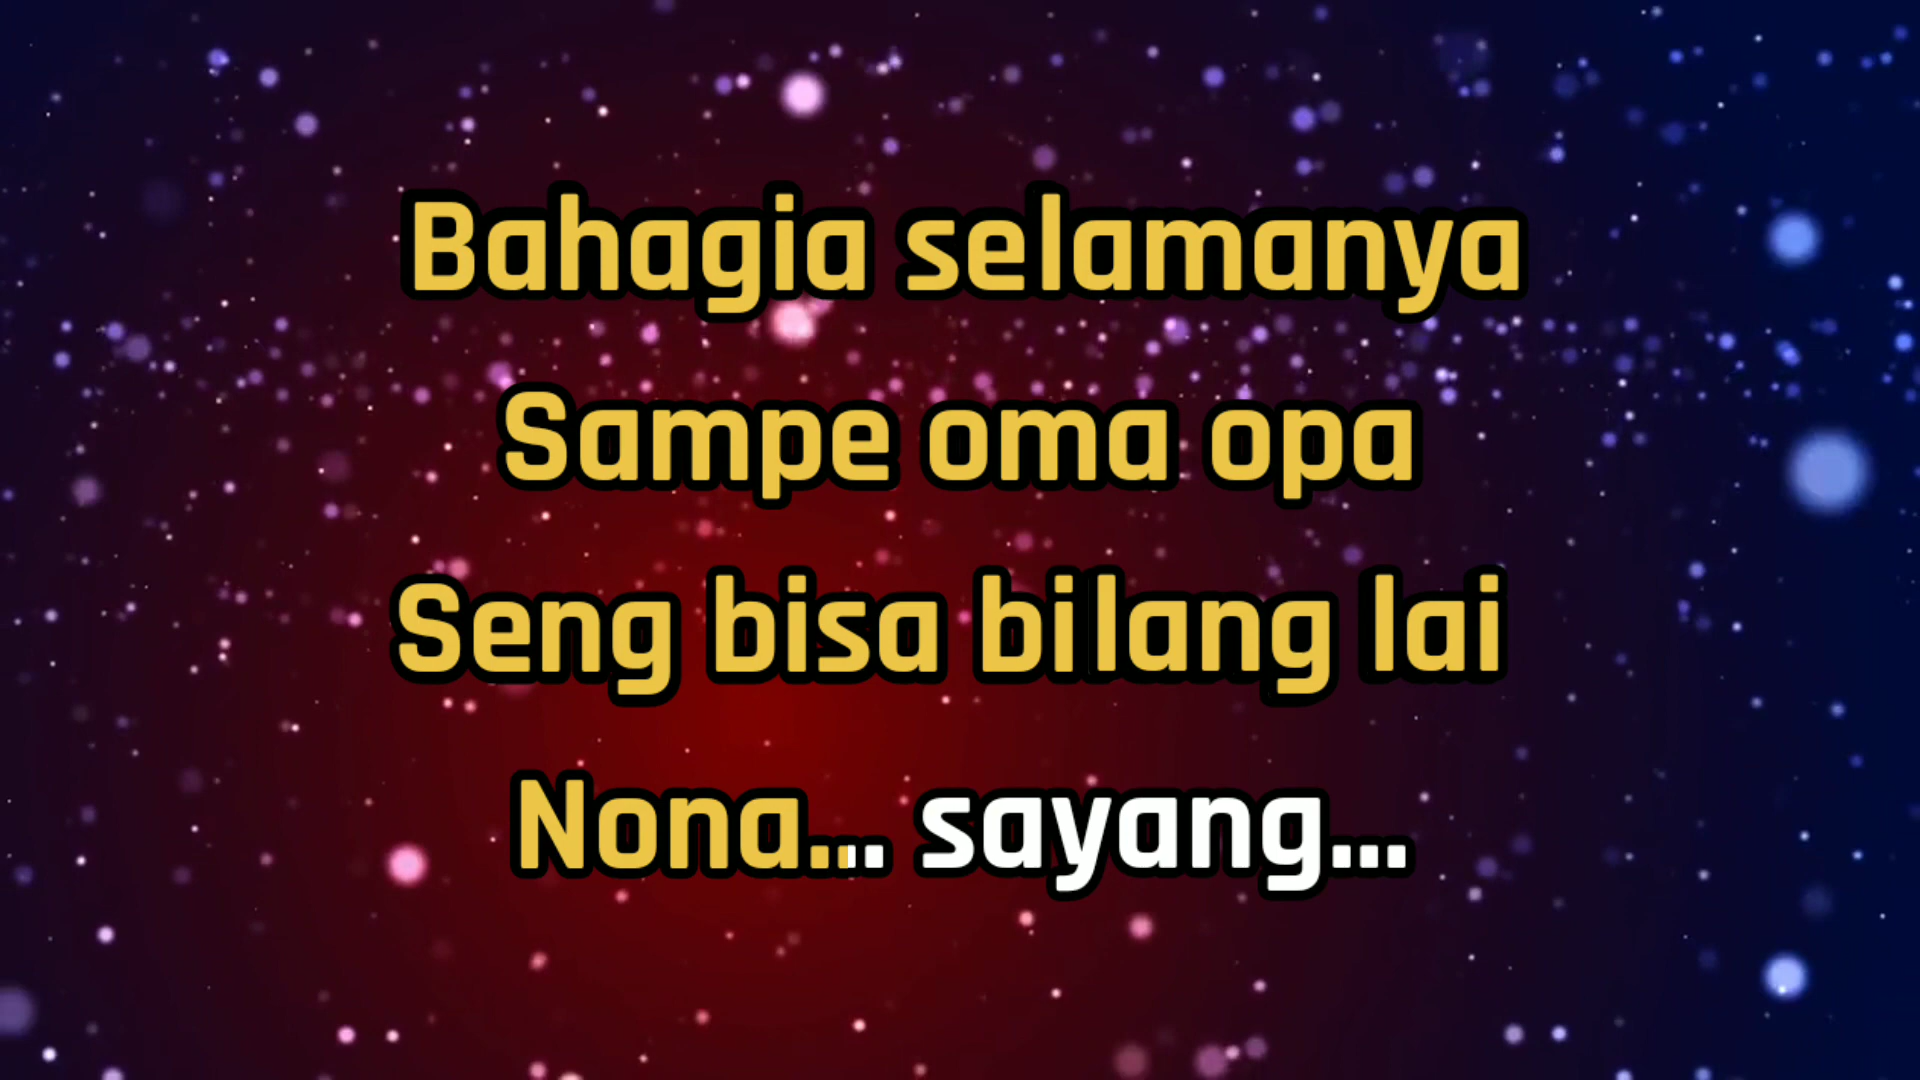 Bahagia selamanya
Sampe oma opa
Seng bisa bilang lai
Nona... sayang...